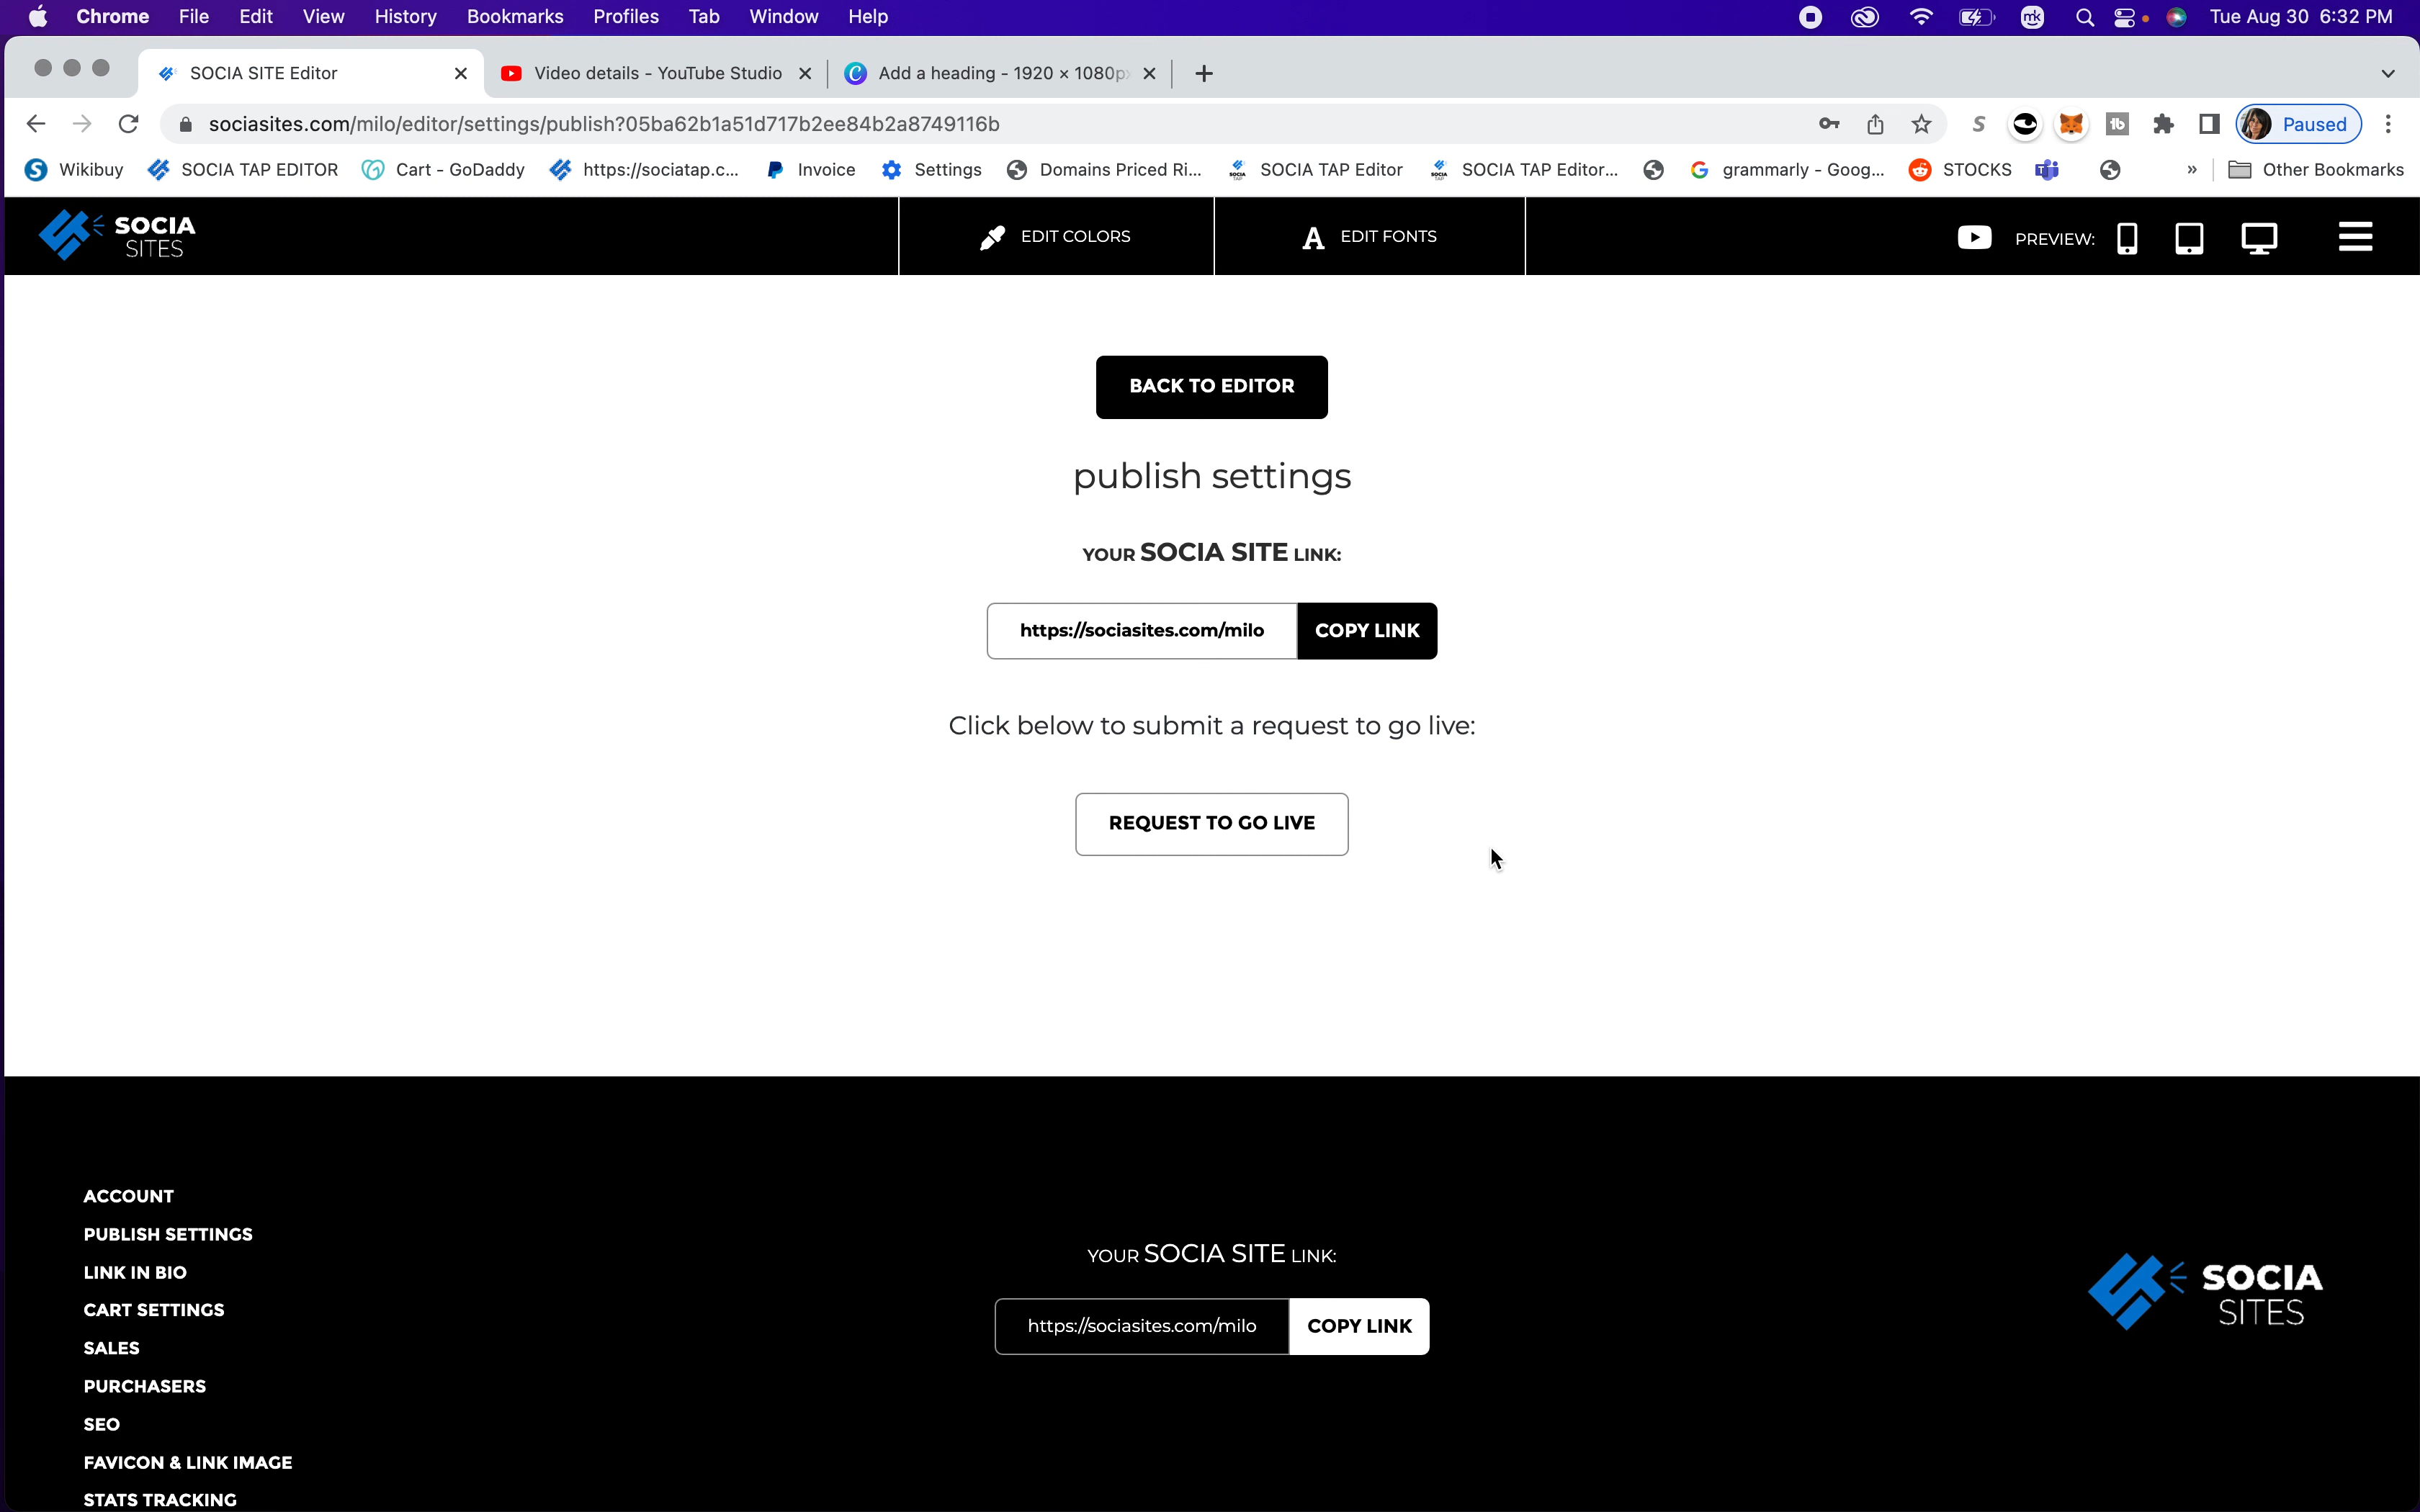 Chrome File Edit View History Bookmarks Profiles Tab Window Help mk Tue Aug 30 6:32 PM
SOCIA SITE Editor Video details - YouTube Studio Add a heading - 1920 × 1080p
sociasites.com/milo/editor/settings/publish?05ba62b1a51d717b2ee84b2a8749116b Paused
Wikibuy SOCIA TAP EDITOR Cart - GoDaddy https://sociatap.c... Invoice Settings Domains Priced Ri... SOCIA TAP Editor SOCIA TAP Editor... grammarly - Goog... STOCKS » Other Bookmarks
SOCIA
SITES
EDIT COLORS A EDIT FONTS PREVIEW:
BACK TO EDITOR
publish settings
YOUR SOCIA SITE LINK:
https://sociasites.com/milo COPY LINK
Click below to submit a request to go live:
REQUEST TO GO LIVE
ACCOUNT
PUBLISH SETTINGS
LINK IN BIO
CART SETTINGS
SALES
PURCHASERS
SEO
FAVICON & LINK IMAGE
STATS TRACKING
YOUR SOCIA SITE LINK:
https://sociasites.com/milo COPY LINK
SOCIA
SITES